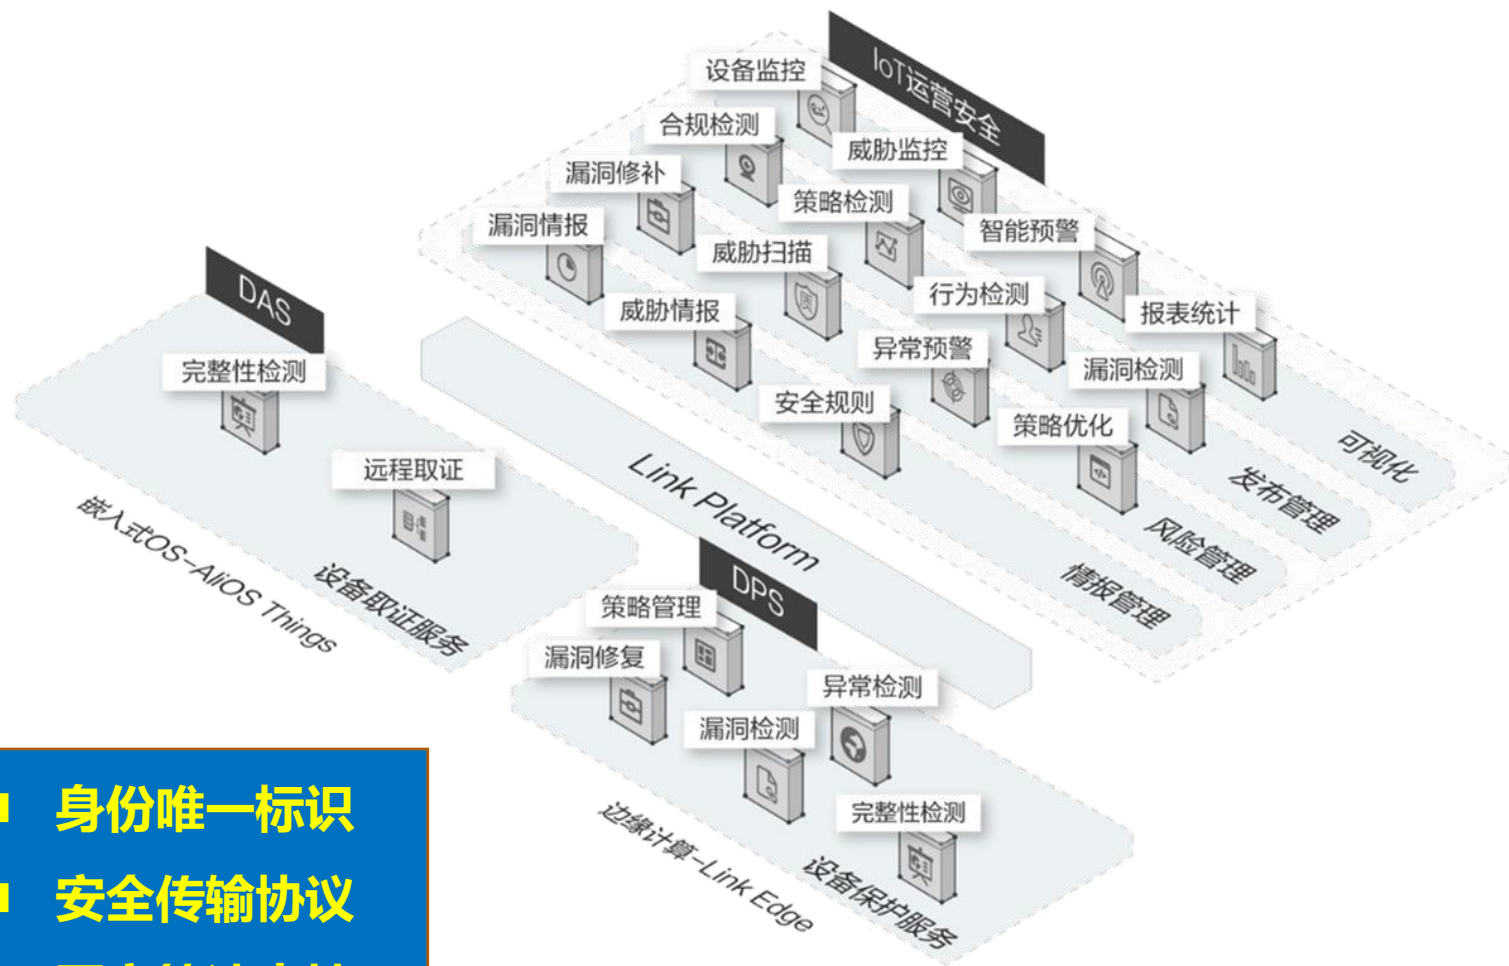 IoT运营安全
设备监控
合规检测
威胁监控
漏洞修补
策略检测
漏洞情报
智能预警
威胁扫描
行为检测
威胁情报
报表统计
异常预警
漏洞检测
安全规则
策略优化
可视化
发布管理
风险管理
情报管理
DAS
完整性检测
远程取证
设备取证服务
嵌入式OS-AliOS Things
Link Platform
DPS
策略管理
漏洞修复
异常检测
漏洞检测
完整性检测
设备保护服务
边缘计算-Link Edge
身份唯一标识
安全传输协议